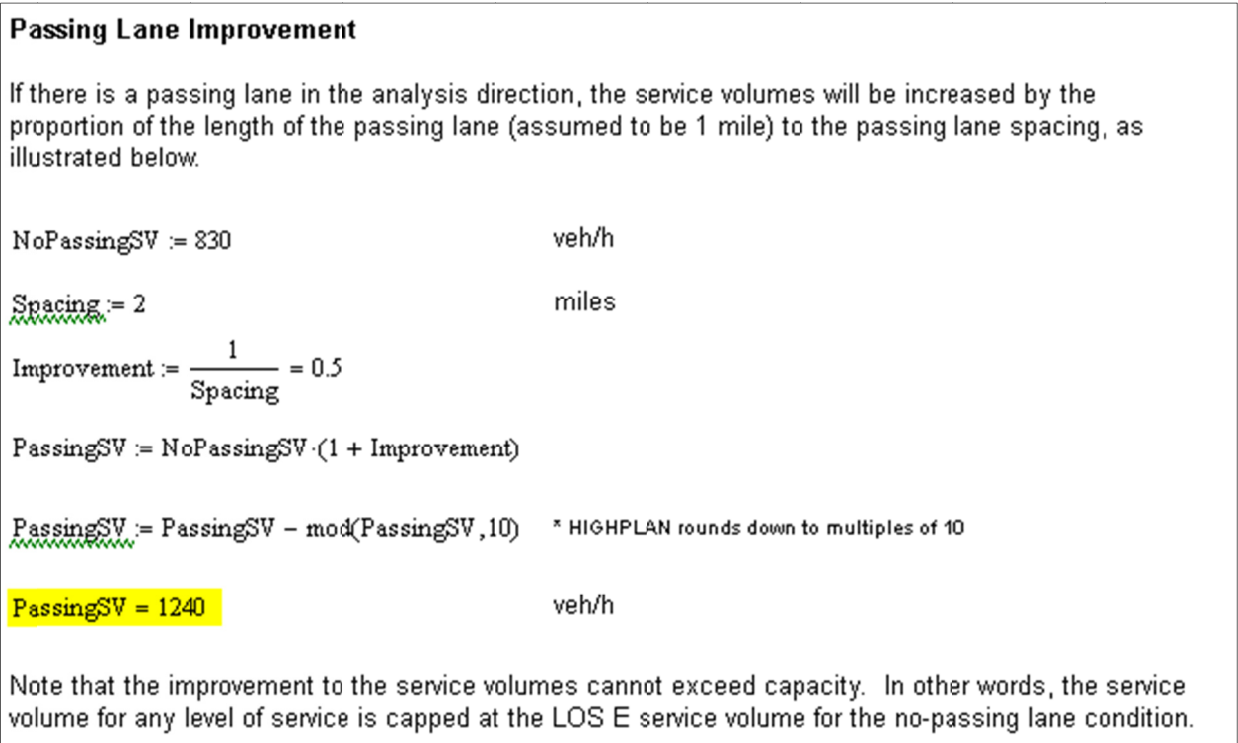 Passing Lane Improvement
If there is a passing lane in the analysis direction, the service volumes will be increased by the
proportion of the length of the passing lane (assumed to be 1 mile) to the passing lane spacing, as
illustrated below.
NoPassingSV := 830 veh/h
Spacing := 2 miles
Improvement := 1/Spacing = 0.5
PassingSV := NoPassingSV·(1 + Improvement)
PassingSV := PassingSV − mod(PassingSV,10) * HIGHPLAN rounds down to multiples of 10
PassingSV = 1240 veh/h
Note that the improvement to the service volumes cannot exceed capacity. In other words, the service
volume for any level of service is capped at the LOS E service volume for the no-passing lane condition.